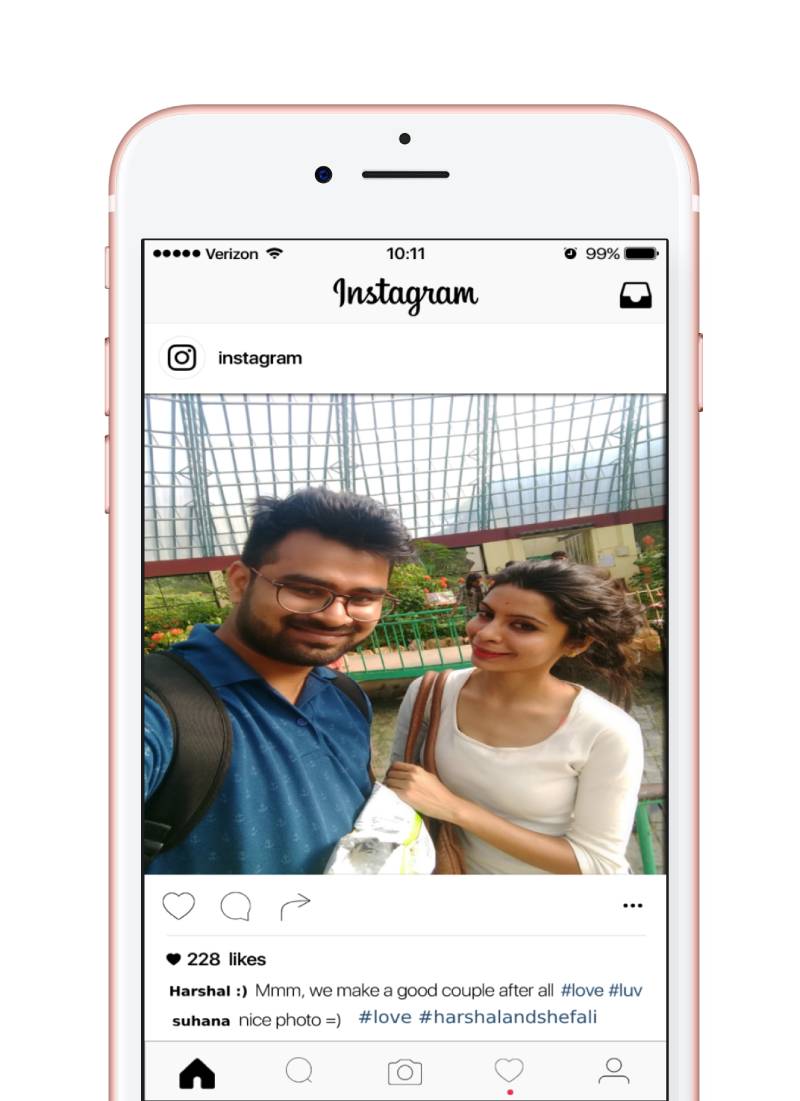 Verizon 10:11 99%
Instagram
instagram
228 likes
Harshal :) Mmm, we make a good couple after all #love #luv
suhana nice photo =) #love #harshalandshefali